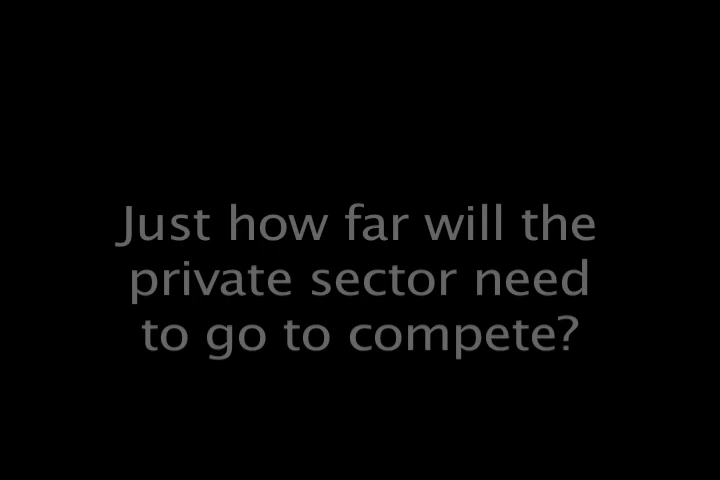 Just how far will the
private sector need
to go to compete?